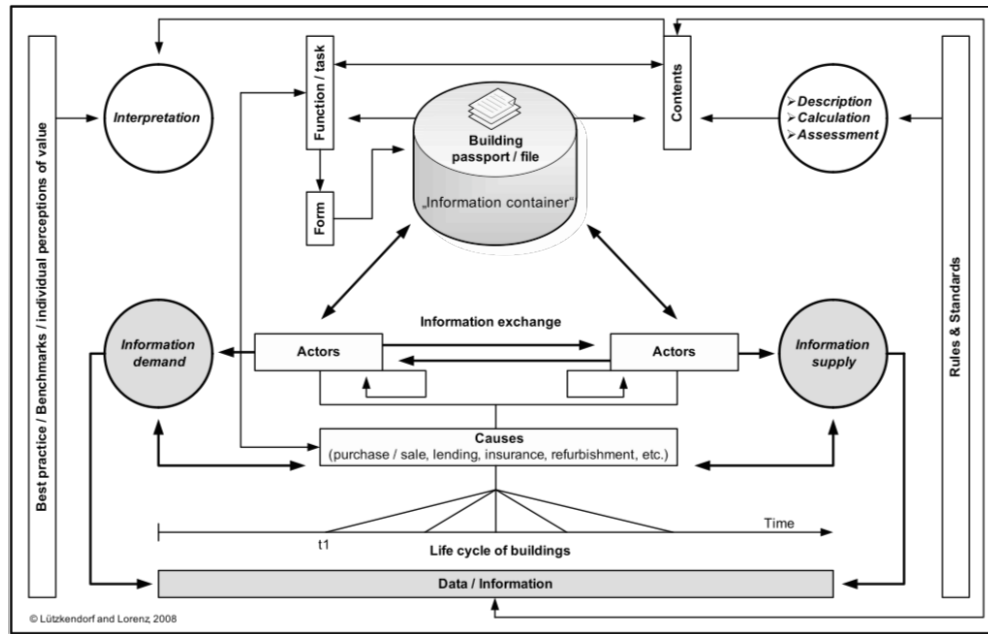 Best practice / Benchmarks / individual perceptions of value
Interpretation
Function / task
Form
Building
passport / file
„Information container“
Contents
➢Description
➢Calculation
➢Assessment
Rules & Standards
Information
demand
Actors
Information exchange
Actors
Information
supply
Causes
(purchase / sale, lending, insurance, refurbishment, etc.)
Time
t1
Life cycle of buildings
Data / Information
© Lützkendorf and Lorenz, 2008